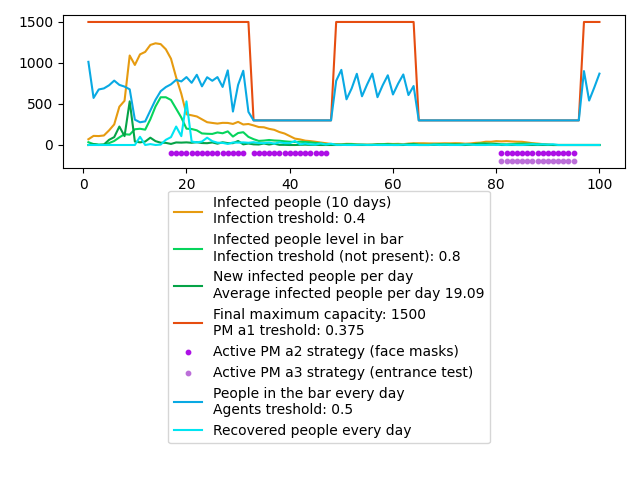 1500
1000
500
0
0
20
40
60
80
100
Infected people (10 days)
Infection treshold: 0.4
Infected people level in bar
Infection treshold (not present): 0.8
New infected people per day
Average infected people per day 19.09
Final maximum capacity: 1500
PM a1 treshold: 0.375
Active PM a2 strategy (face masks)
Active PM a3 strategy (entrance test)
People in the bar every day
Agents treshold: 0.5
Recovered people every day